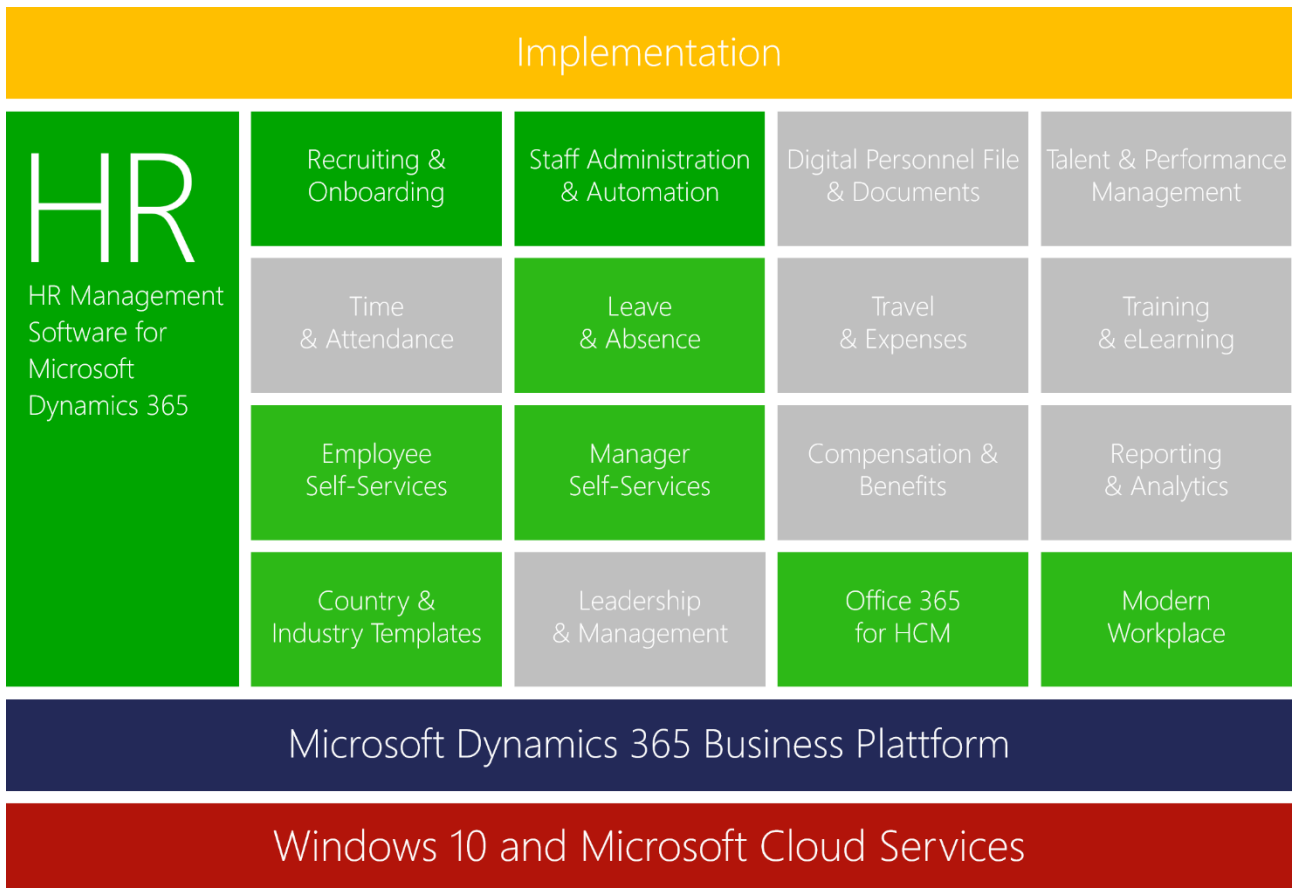 Implementation
HR
HR Management
Software for
Microsoft
Dynamics 365
Recruiting &
Onboarding
Staff Administration
& Automation
Digital Personnel File
& Documents
Talent & Performance
Management
Time
& Attendance
Leave
& Absence
Travel
& Expenses
Training
& eLearning
Employee
Self-Services
Manager
Self-Services
Compensation &
Benefits
Reporting
& Analytics
Country &
Industry Templates
Leadership
& Management
Office 365
for HCM
Modern
Workplace
Microsoft Dynamics 365 Business Plattform
Windows 10 and Microsoft Cloud Services